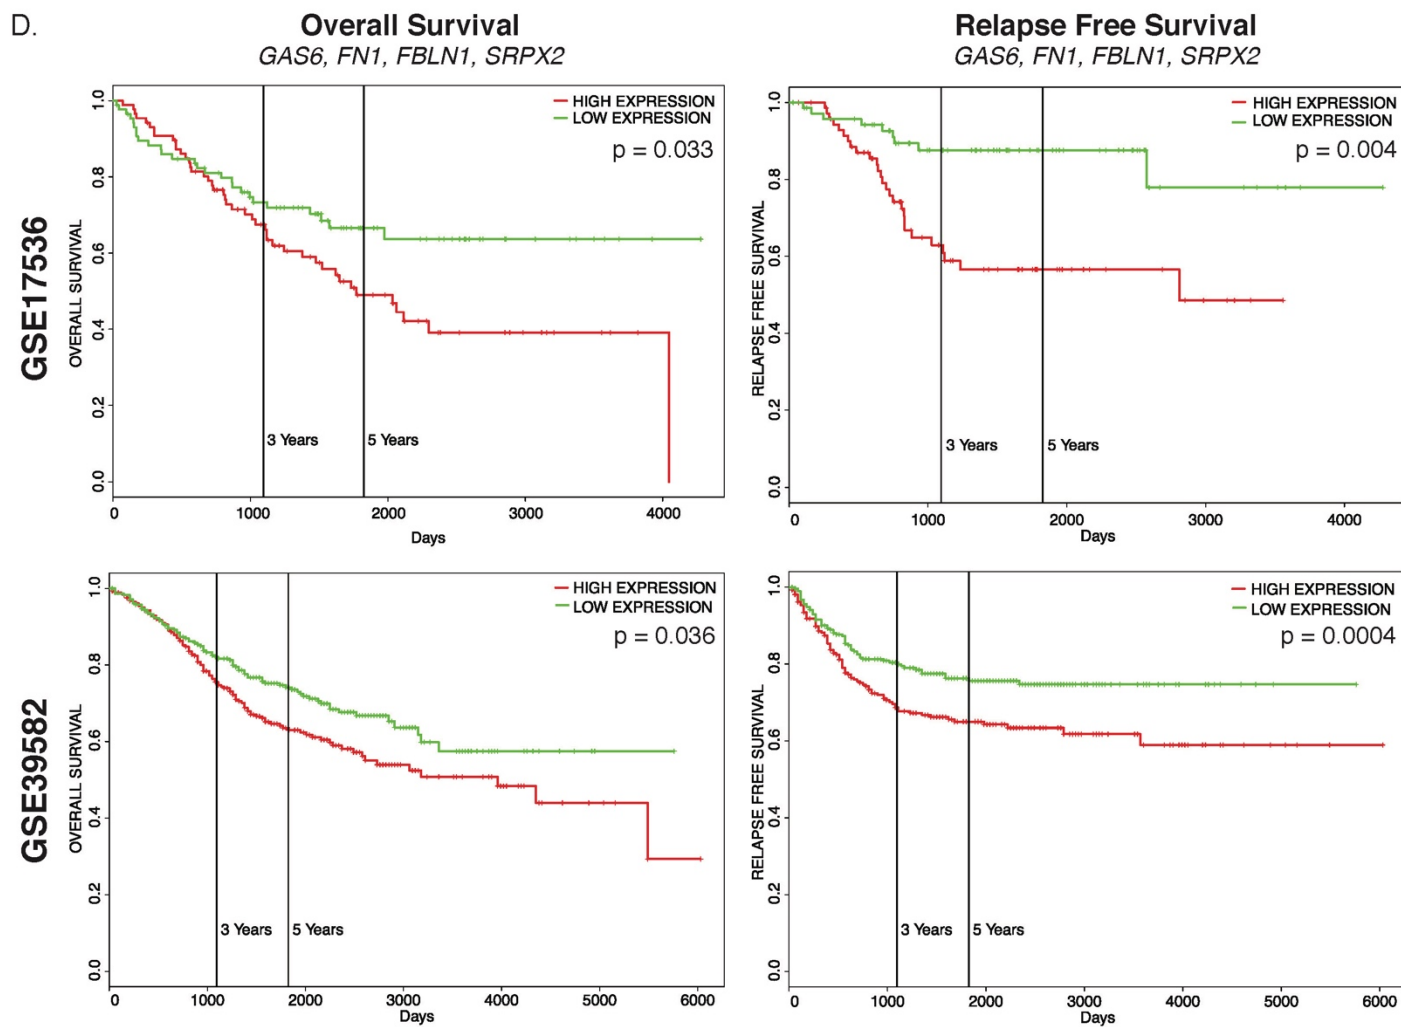 D.
Overall Survival
GAS6, FN1, FBLN1, SRPX2
Relapse Free Survival
GAS6, FN1, FBLN1, SRPX2
GSE17536
OVERALL SURVIVAL
0.0 0.2 0.4 0.6 0.8 1.0
HIGH EXPRESSION
LOW EXPRESSION
p = 0.033
3 Years
5 Years
0 1000 2000 3000 4000
Days
RELAPSE FREE SURVIVAL
0.0 0.2 0.4 0.6 0.8 1.0
HIGH EXPRESSION
LOW EXPRESSION
p = 0.004
3 Years
5 Years
0 1000 2000 3000 4000
Days
GSE39582
OVERALL SURVIVAL
0.0 0.2 0.4 0.6 0.8 1.0
HIGH EXPRESSION
LOW EXPRESSION
p = 0.036
3 Years
5 Years
0 1000 2000 3000 4000 5000 6000
Days
RELAPSE FREE SURVIVAL
0.0 0.2 0.4 0.6 0.8 1.0
HIGH EXPRESSION
LOW EXPRESSION
p = 0.0004
3 Years
5 Years
0 1000 2000 3000 4000 5000 6000
Days